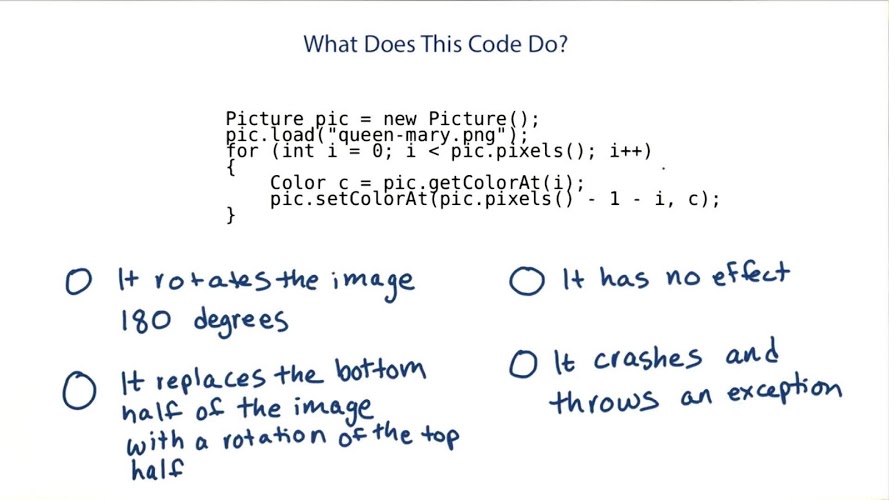 What Does This Code Do?
Picture pic = new Picture();
pic.load("queen-mary.png");
for (int i = 0; i < pic.pixels(); i++)
{
Color c = pic.getColorAt(i);
pic.setColorAt(pic.pixels() - 1 - i, c);
}
It rotates the image
180 degrees
It replaces the bottom
half of the image
with a rotation of the top
half
It has no effect
It crashes and
throws an exception